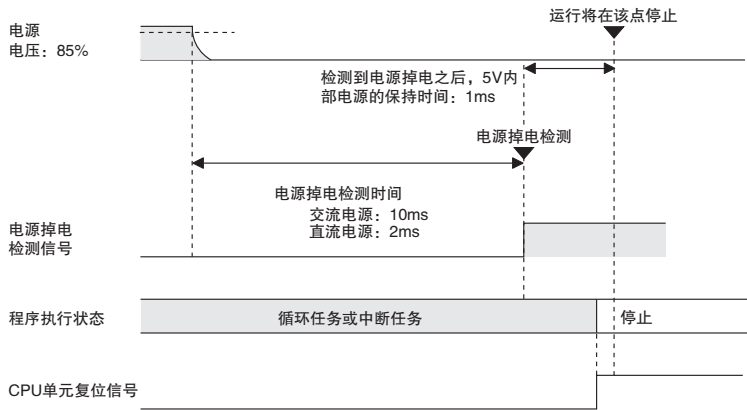 运行将在该点停止
电源
电压：85%
检测到电源掉电之后，5V内
部电源的保持时间：1ms
电源掉电检测
电源掉电检测时间
交流电源：10ms
直流电源：2ms
电源掉电
检测信号
程序执行状态
循环任务或中断任务
停止
CPU单元复位信号